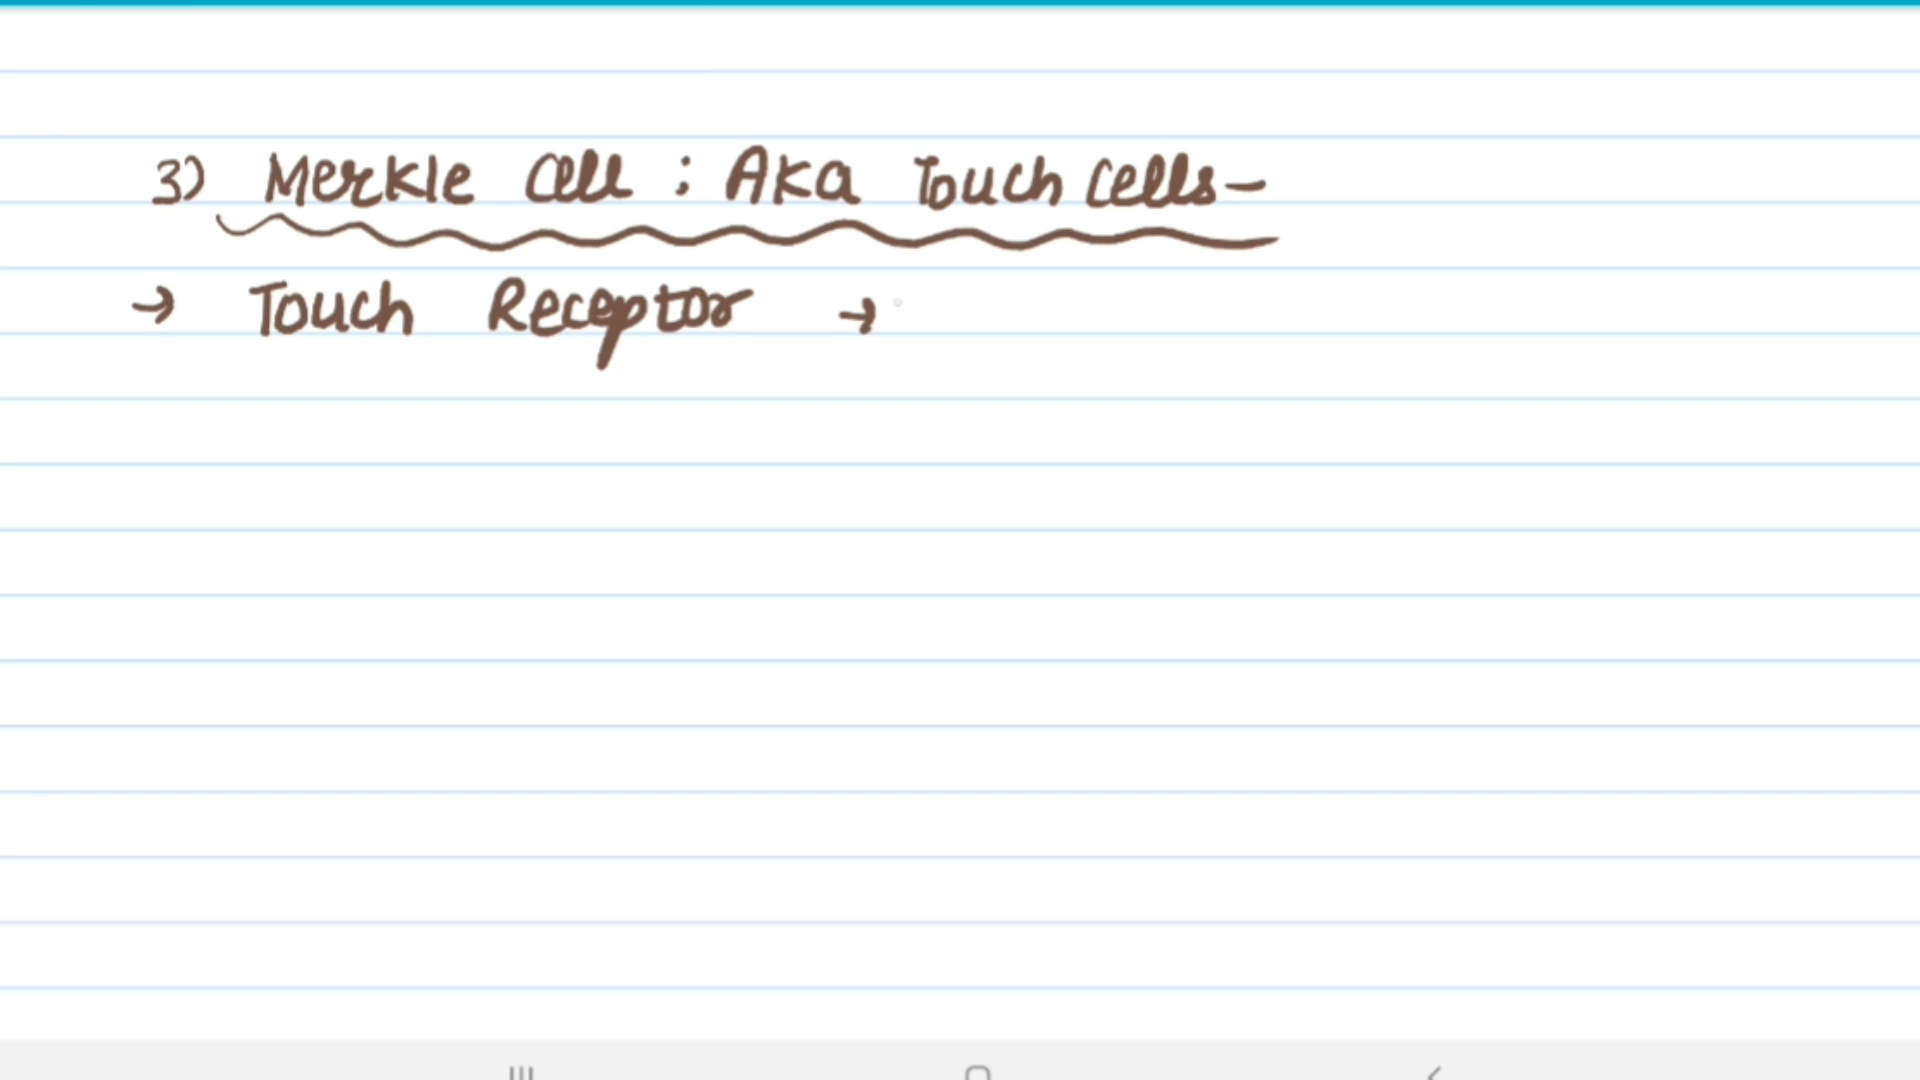 3) Merkle Cell : Aka Touch Cells-
→ Touch Receptor →